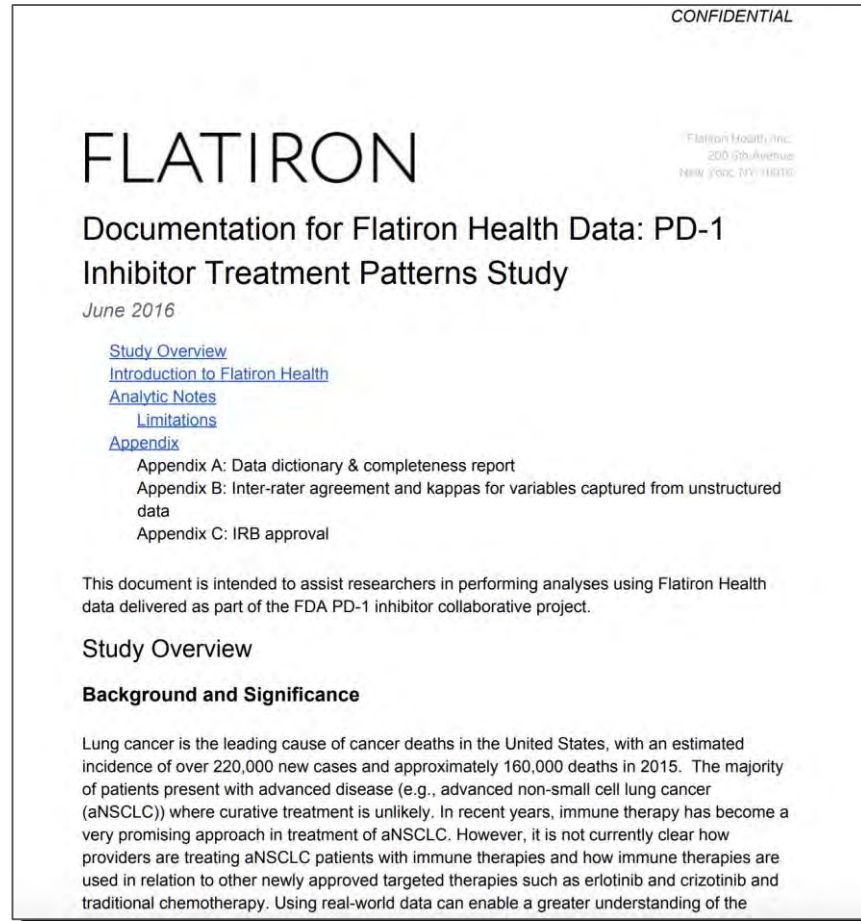 CONFIDENTIAL
FLATIRON
Flatiron Health, Inc.
200 5th Avenue
New York, NY 10010
Documentation for Flatiron Health Data: PD-1
Inhibitor Treatment Patterns Study
June 2016
Study Overview
Introduction to Flatiron Health
Analytic Notes
Limitations
Appendix
Appendix A: Data dictionary & completeness report
Appendix B: Inter-rater agreement and kappas for variables captured from unstructured
data
Appendix C: IRB approval
This document is intended to assist researchers in performing analyses using Flatiron Health
data delivered as part of the FDA PD-1 inhibitor collaborative project.
Study Overview
Background and Significance
Lung cancer is the leading cause of cancer deaths in the United States, with an estimated
incidence of over 220,000 new cases and approximately 160,000 deaths in 2015.  The majority
of patients present with advanced disease (e.g., advanced non-small cell lung cancer
(aNSCLC)) where curative treatment is unlikely. In recent years, immune therapy has become a
very promising approach in treatment of aNSCLC. However, it is not currently clear how
providers are treating aNSCLC patients with immune therapies and how immune therapies are
used in relation to other newly approved targeted therapies such as erlotinib and crizotinib and
traditional chemotherapy. Using real-world data can enable a greater understanding of the